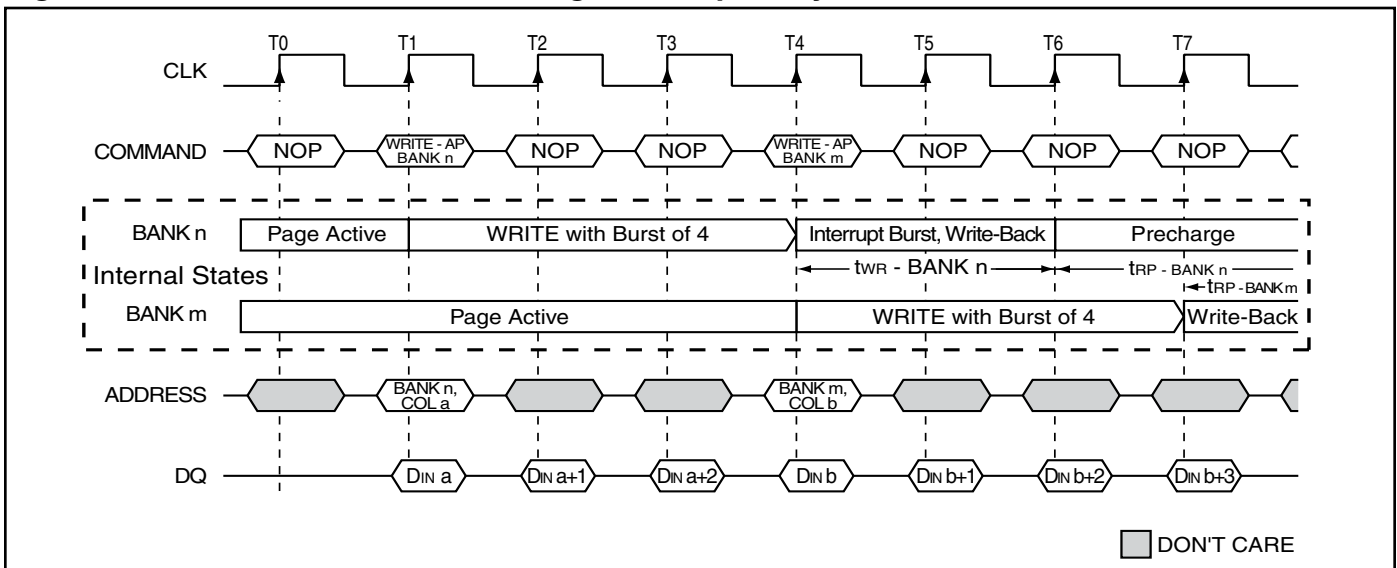 T0 T1 T2 T3 T4 T5 T6 T7
CLK
COMMAND NOP WRITE - AP BANK n NOP NOP WRITE - AP BANK m NOP NOP NOP
BANK n Page Active WRITE with Burst of 4 Interrupt Burst, Write-Back Precharge
tWR - BANK n tRP - BANK n
Internal States
tRP - BANK m
BANK m Page Active WRITE with Burst of 4 Write-Back
ADDRESS BANK n, COL a BANK m, COL b
DQ DIN a DIN a+1 DIN a+2 DIN b DIN b+1 DIN b+2 DIN b+3
DON'T CARE